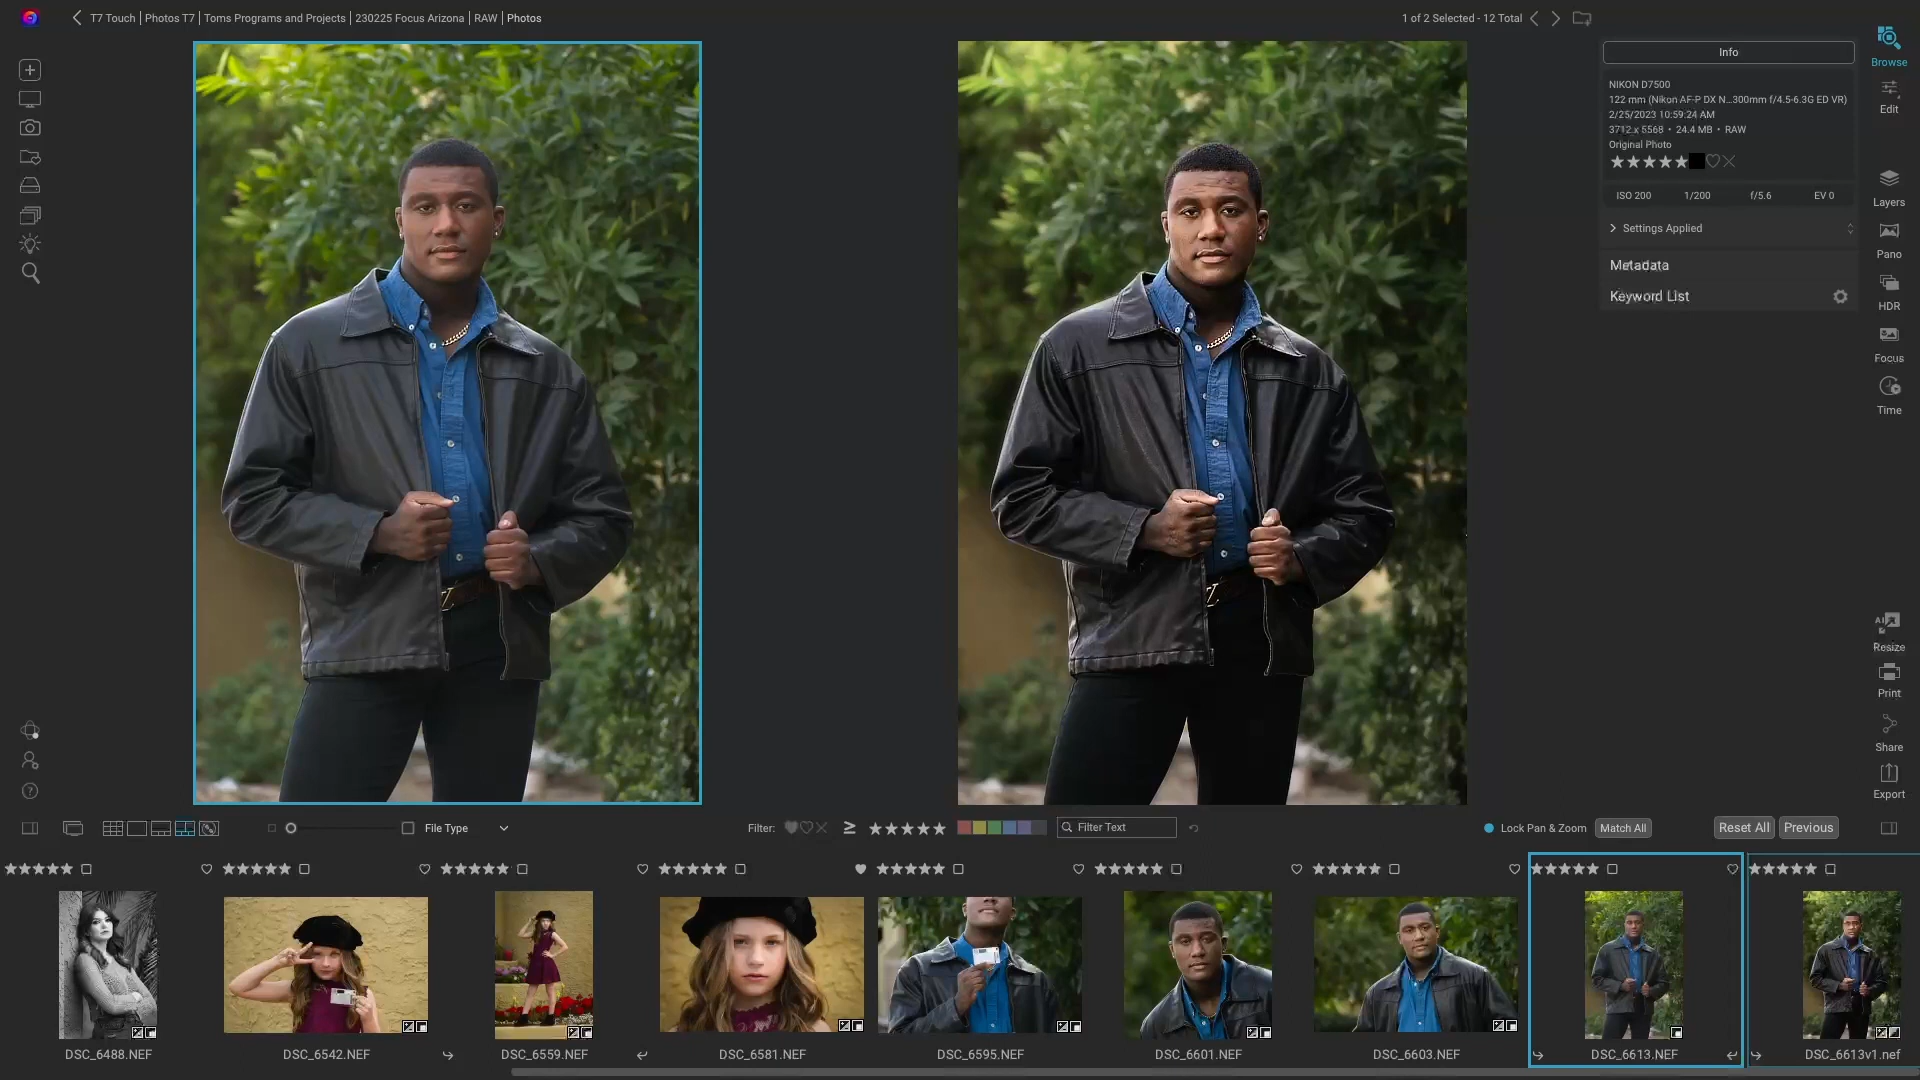 T7 Touch | Photos T7 | Toms Programs and Projects | 230225 Focus Arizona | RAW | Photos
1 of 2 Selected - 12 Total
Info
NIKON D7500
122 mm (Nikon AF-P DX N...300mm f/4.5-6.3G ED VR)
2/25/2023 10:59:24 AM
3712 x 5568 • 24.4 MB • RAW
Original Photo
ISO 200 1/200 f/5.6 EV 0
Settings Applied
Metadata
Keyword List
Browse
Edit
Layers
Pano
HDR
Focus
Time
AI
Resize
Print
Share
Export
File Type
Filter:
Filter Text
Lock Pan & Zoom
Match All
Reset All
Previous
DSC_6488.NEF
DSC_6542.NEF
DSC_6559.NEF
DSC_6581.NEF
DSC_6595.NEF
DSC_6601.NEF
DSC_6603.NEF
DSC_6613.NEF
DSC_6613v1.nef